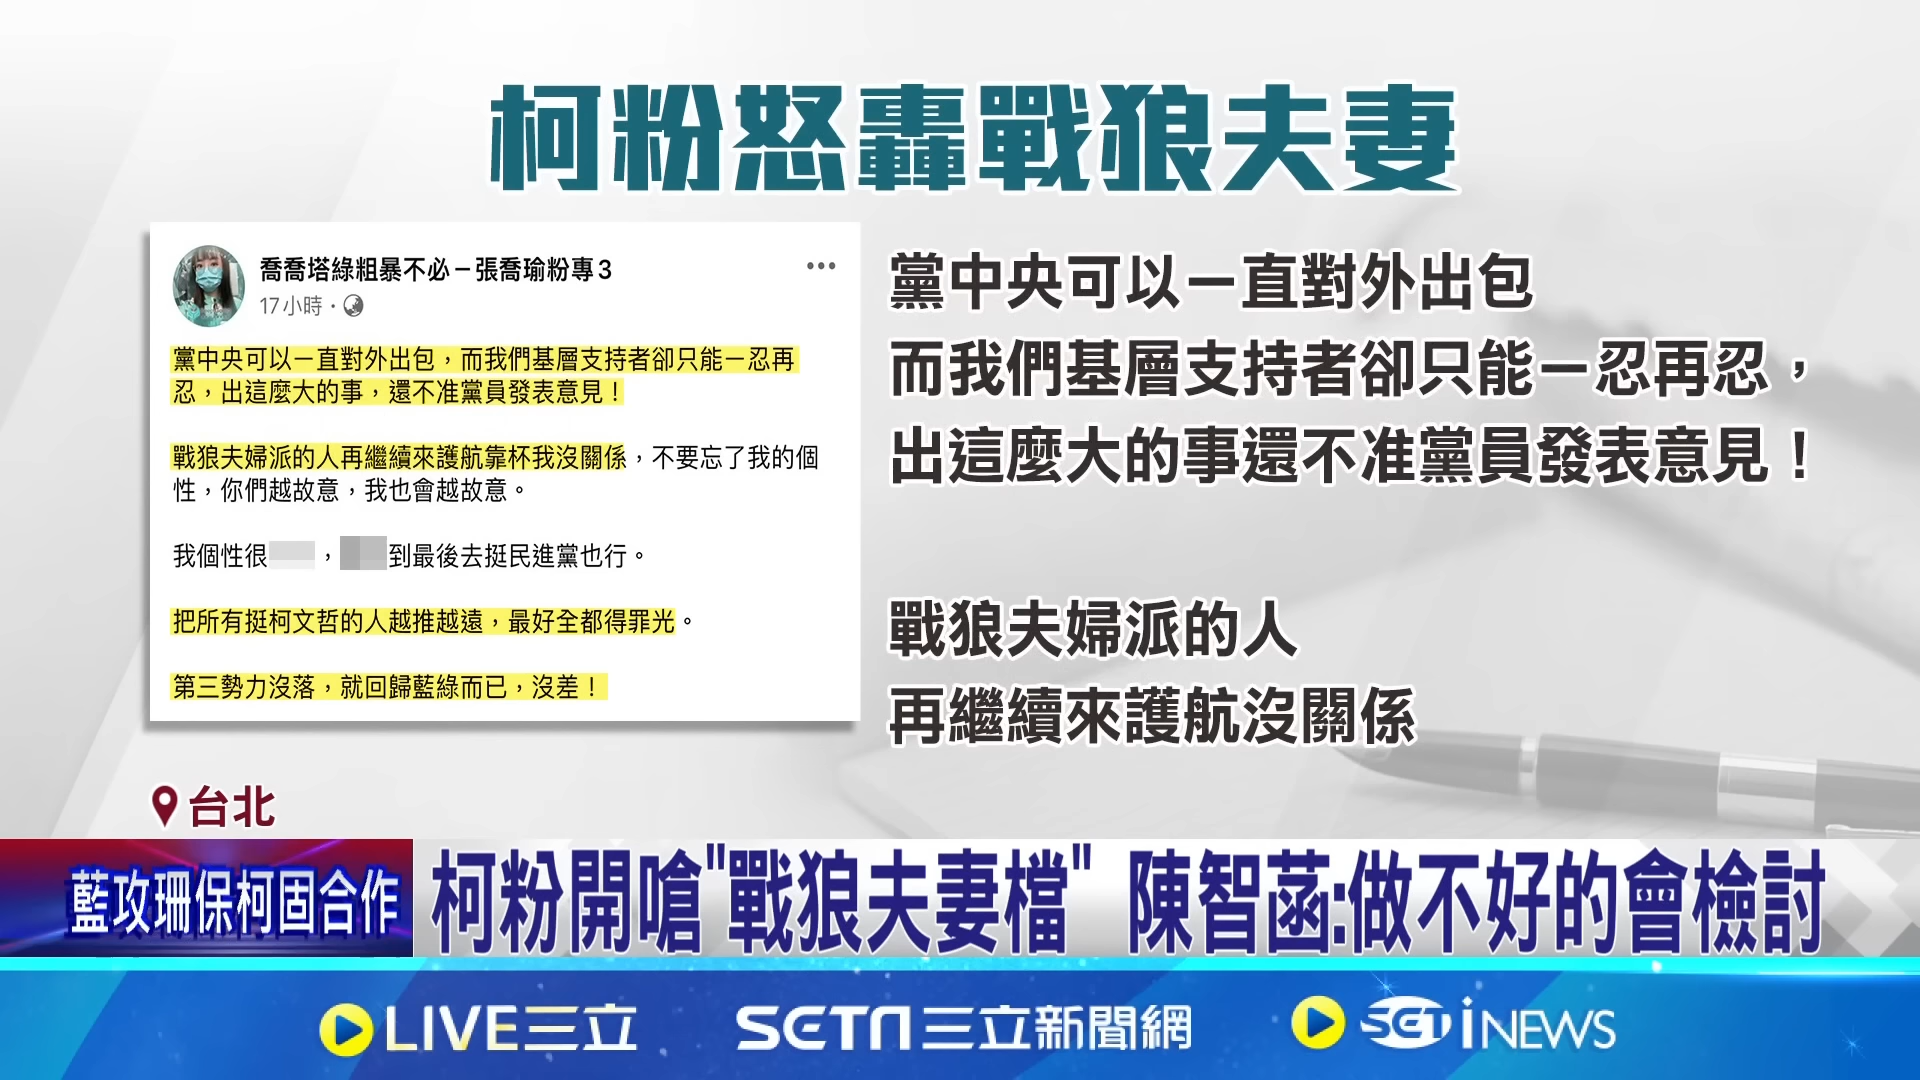 柯粉怒轟戰狼夫妻
喬喬塔綠粗暴不必－張喬瑜粉專3
17小時·
黨中央可以一直對外出包，而我們基層支持者卻只能一忍再
忍，出這麼大的事，還不准黨員發表意見！
戰狼夫婦派的人再繼續來護航靠杯我沒關係，不要忘了我的個
性，你們越故意，我也會越故意。
我個性很，到最後去挺民進黨也行。
把所有挺柯文哲的人越推越遠，最好全都得罪光。
第三勢力沒落，就回歸藍綠而已，沒差！
黨中央可以一直對外出包
而我們基層支持者卻只能一忍再忍，
出這麼大的事還不准黨員發表意見！
戰狼夫婦派的人
再繼續來護航沒關係
台北
藍攻珊保柯固合作
柯粉開嗆"戰狼夫妻檔" 陳智菡:做不好的會檢討
LIVE三立
SETN三立新聞網
SETiNEWS